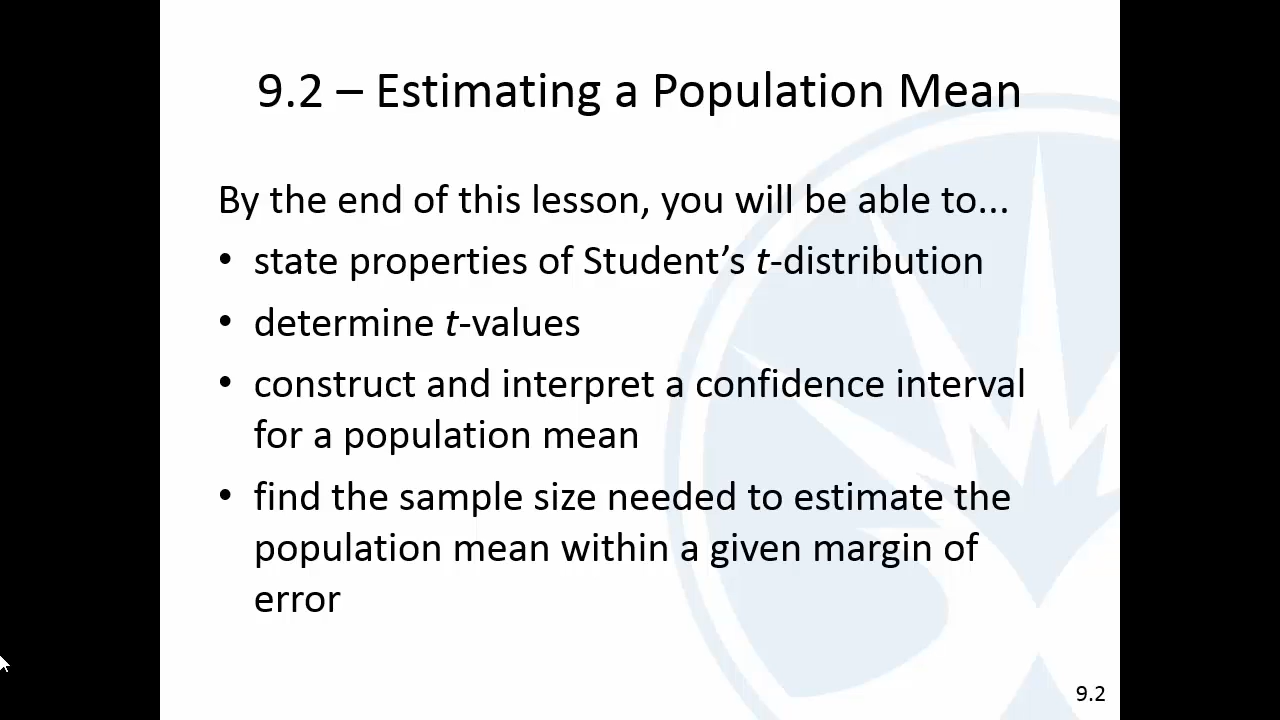 9.2 – Estimating a Population Mean
By the end of this lesson, you will be able to...
• state properties of Student’s t-distribution
• determine t-values
• construct and interpret a confidence interval
for a population mean
• find the sample size needed to estimate the
population mean within a given margin of
error
9.2